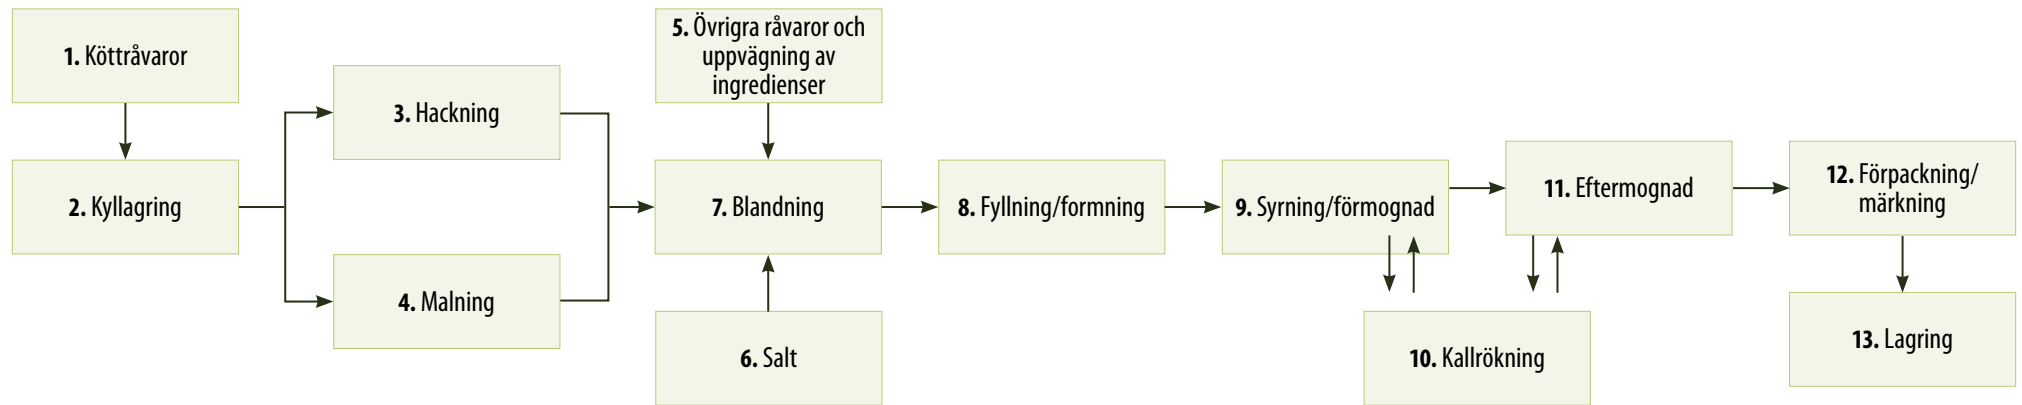 1. Köttråvaror
2. Kyllagring
3. Hackning
4. Malning
5. Övrigra råvaror och
uppvägning av
ingredienser
6. Salt
7. Blandning
8. Fyllning/formning
9. Syrning/förmognad
10. Kallrökning
11. Eftermognad
12. Förpackning/
märkning
13. Lagring